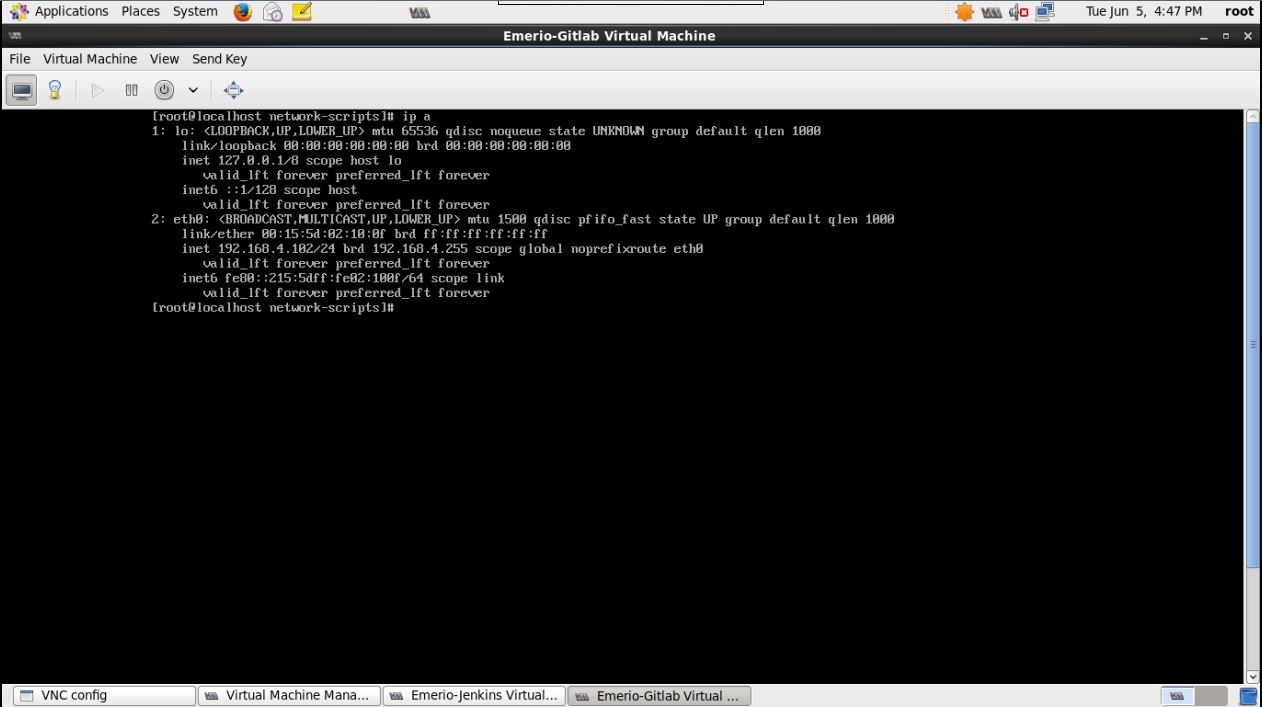 Applications Places System Tue Jun 5, 4:47 PM root
Emerio-Gitlab Virtual Machine
File Virtual Machine View Send Key
[root@localhost network-scripts]# ip a
1: lo: <LOOPBACK,UP,LOWER_UP> mtu 65536 qdisc noqueue state UNKNOWN group default qlen 1000
link/loopback 00:00:00:00:00:00 brd 00:00:00:00:00:00
inet 127.0.0.1/8 scope host lo
valid_lft forever preferred_lft forever
inet6 ::1/128 scope host
valid_lft forever preferred_lft forever
2: eth0: <BROADCAST,MULTICAST,UP,LOWER_UP> mtu 1500 qdisc pfifo_fast state UP group default qlen 1000
link/ether 00:15:5d:02:10:0f brd ff:ff:ff:ff:ff:ff
inet 192.168.4.102/24 brd 192.168.4.255 scope global noprefixroute eth0
valid_lft forever preferred_lft forever
inet6 fe80::215:5dff:fe02:100f/64 scope link
valid_lft forever preferred_lft forever
[root@localhost network-scripts]#
VNC config Virtual Machine Mana... Emerio-Jenkins Virtual... Emerio-Gitlab Virtual ...